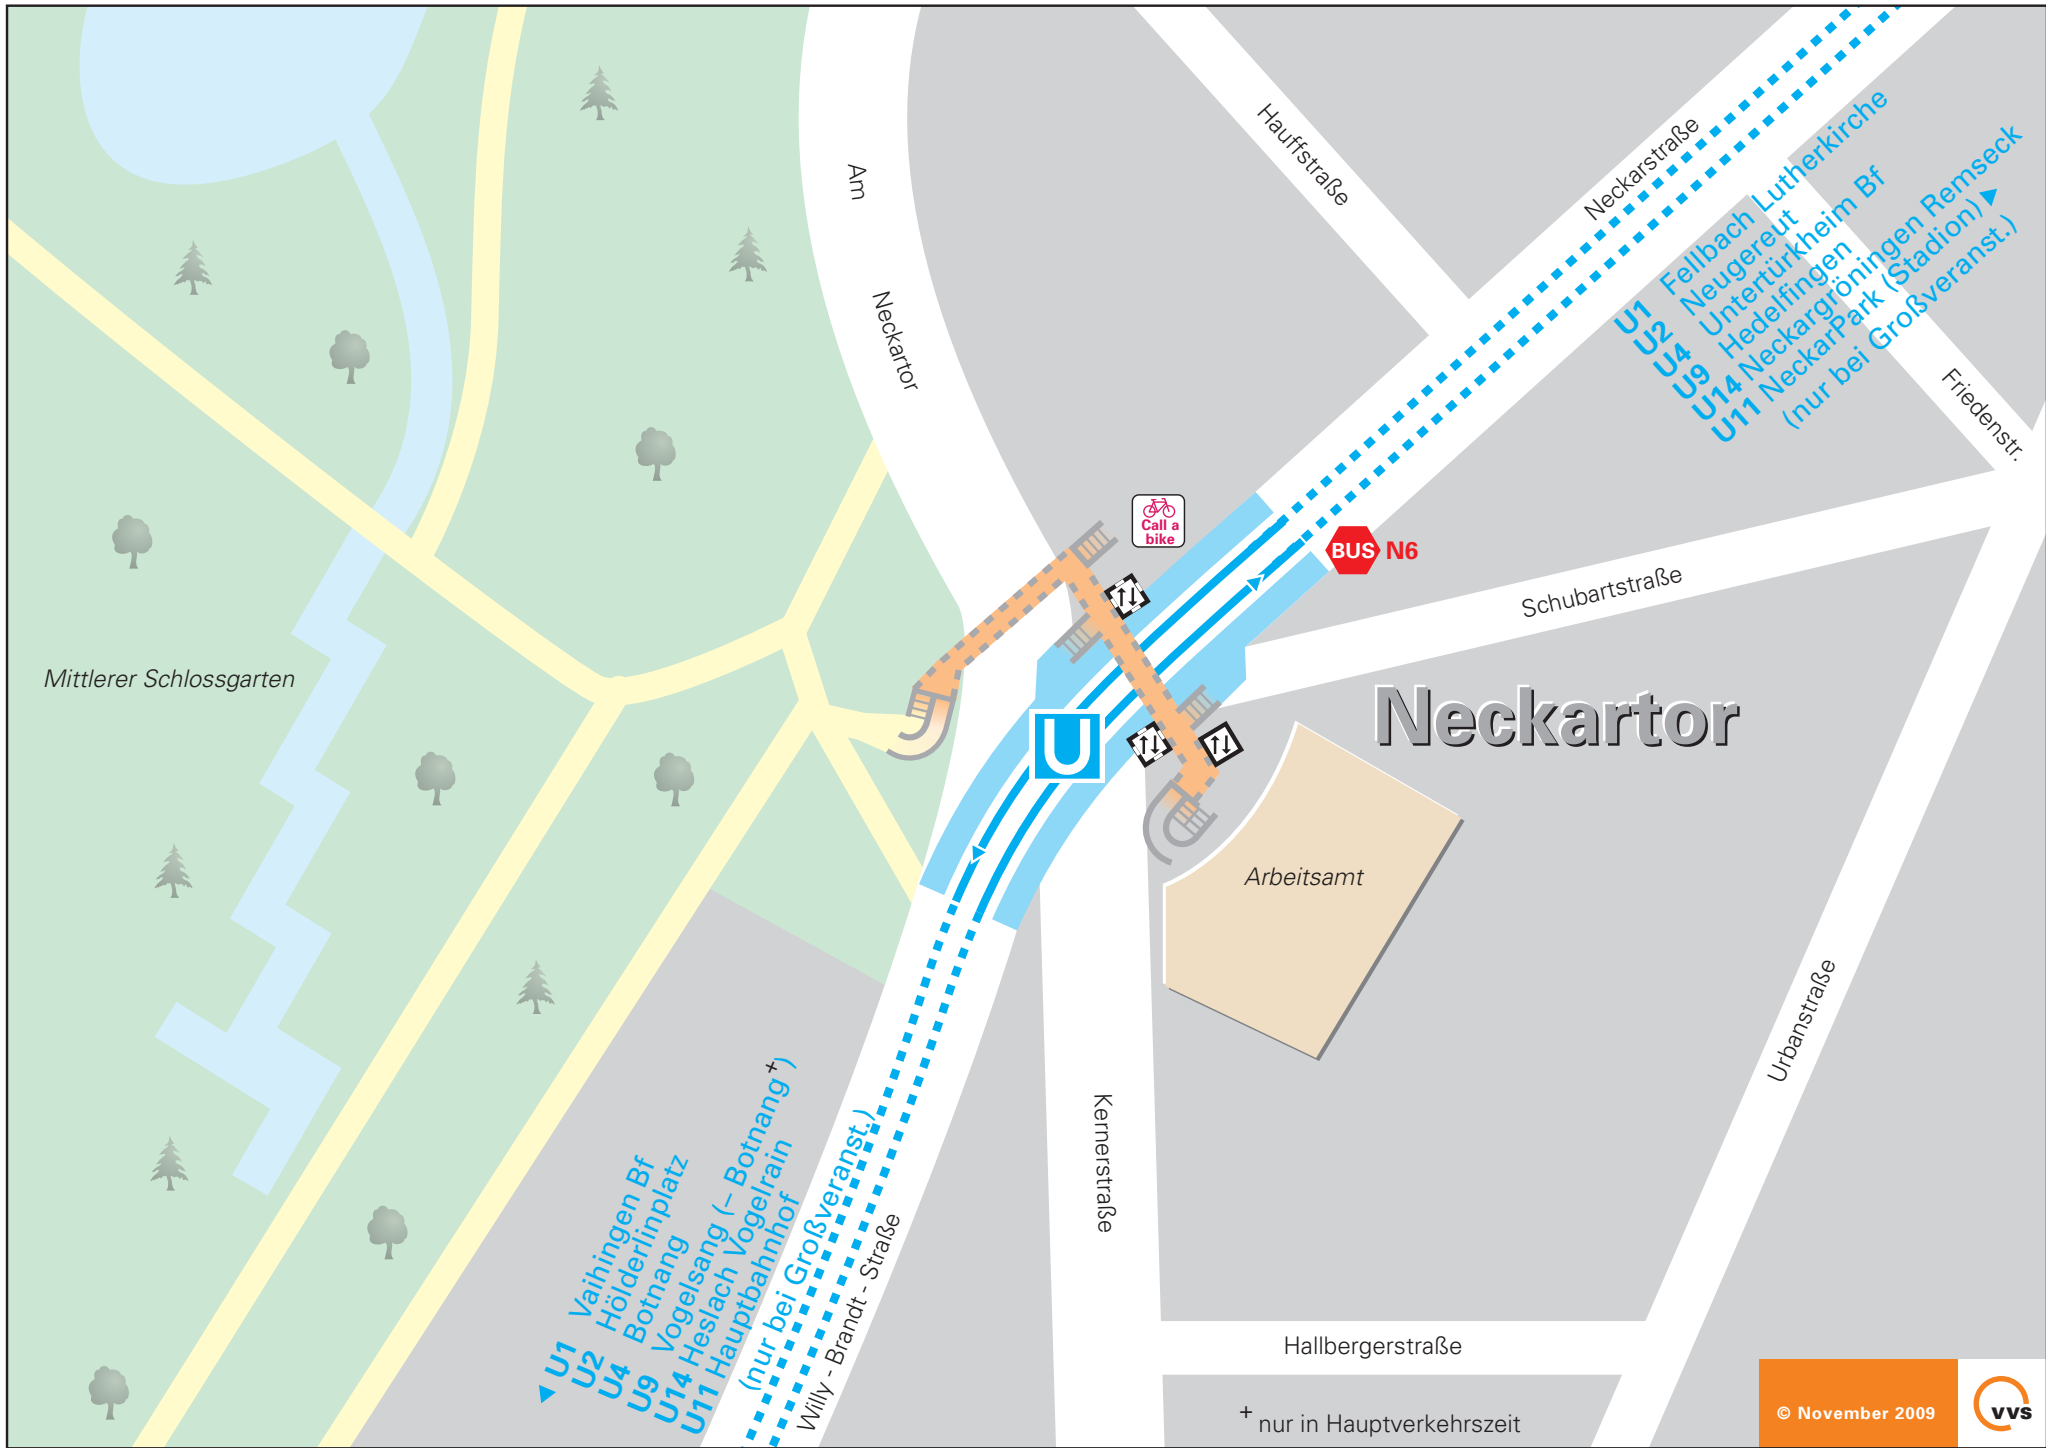 Am
Neckartor
Hauffstraße
Neckarstraße
U1 Fellbach Lutherkirche
U2 Neugereut
U4 Untertürkheim Bf
U9 Hedelfingen
U14 Neckargröningen Remseck
U11 NeckarPark (Stadion)
(nur bei Großveranst.)
Friedenstr.
Call a
bike
BUS N6
Schubartstraße
Mittlerer Schlossgarten
Neckartor
U
Arbeitsamt
Urbanstraße
Kernerstraße
U1 Vaihingen Bf
U2 Hölderlinplatz
U4 Botnang
U9 Vogelsang (– Botnang+)
U14 Heslach Vogelrain
U11 Hauptbahnhof
(nur bei Großveranst.)
Willy - Brandt - Straße
Hallbergerstraße
+ nur in Hauptverkehrszeit
© November 2009
VVS